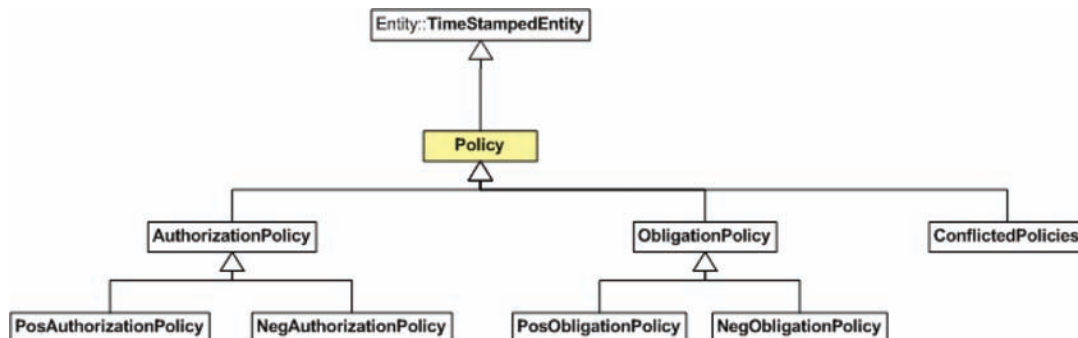 Entity::TimeStampedEntity
Policy
AuthorizationPolicy
ObligationPolicy
ConflictedPolicies
PosAuthorizationPolicy
NegAuthorizationPolicy
PosObligationPolicy
NegObligationPolicy